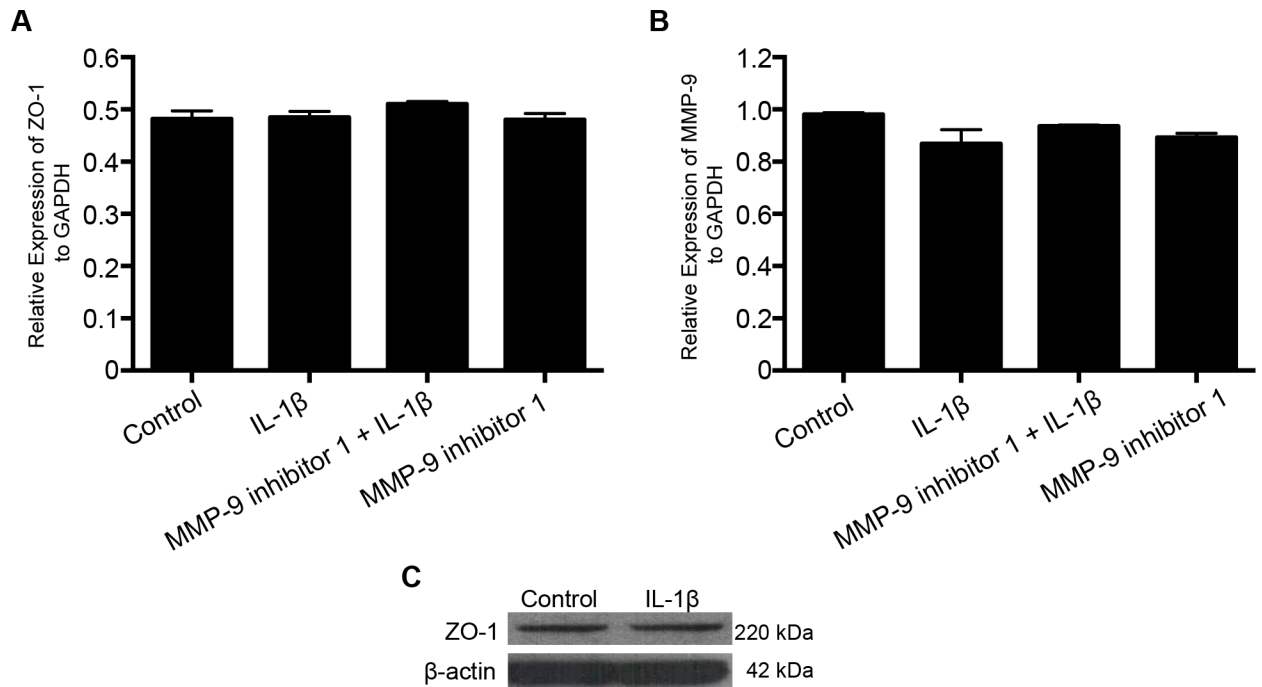 A
Relative Expression of ZO-1
to GAPDH
0.6
0.5
0.4
0.3
0.2
0.1
0
Control
IL-1β
MMP-9 inhibitor 1 + IL-1β
MMP-9 inhibitor 1
B
Relative Expression of MMP-9
to GAPDH
1.2
1.0
0.8
0.6
0.4
0.2
0
Control
IL-1β
MMP-9 inhibitor 1 + IL-1β
MMP-9 inhibitor 1
C
Control IL-1β
ZO-1 220 kDa
β-actin 42 kDa